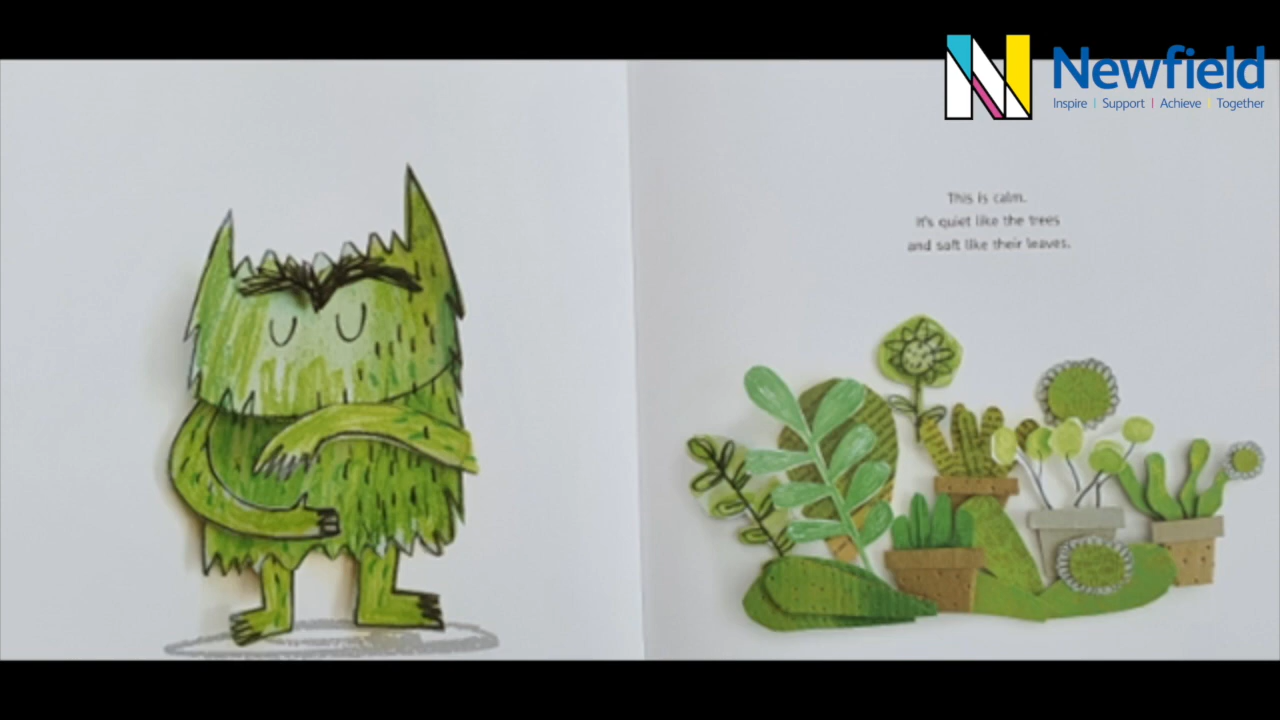 Newfield
Inspire | Support | Achieve | Together
This is calm.
It's quiet like the trees
and soft like their leaves.